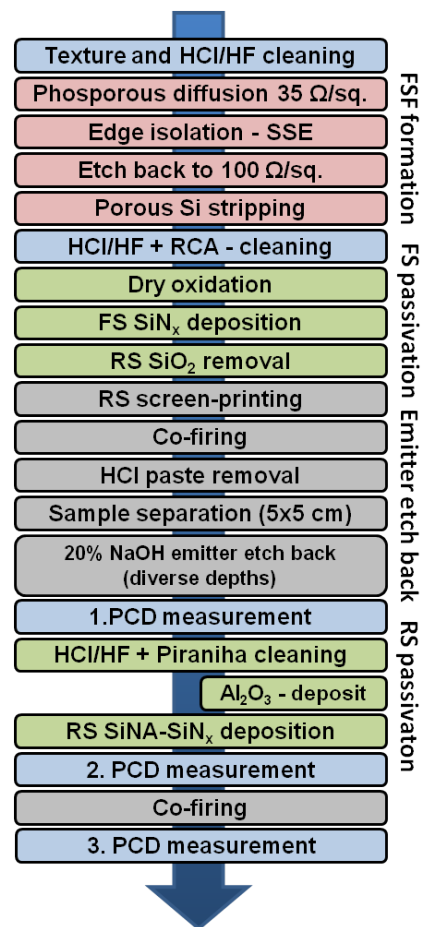 Texture and HCl/HF cleaning
Phosporous diffusion 35 Ω/sq.
Edge isolation - SSE
Etch back to 100 Ω/sq.
Porous Si stripping
HCl/HF + RCA - cleaning
Dry oxidation
FS SiNₓ deposition
RS SiO₂ removal
RS screen-printing
Co-firing
HCl paste removal
Sample separation (5x5 cm)
20% NaOH emitter etch back
(diverse depths)
1.PCD measurement
HCl/HF + Piraniha cleaning
Al₂O₃ - deposit
RS SiNA-SiNₓ deposition
2. PCD measurement
Co-firing
3. PCD measurement
FSF formation
FS passivation
Emitter etch back
RS passivaton